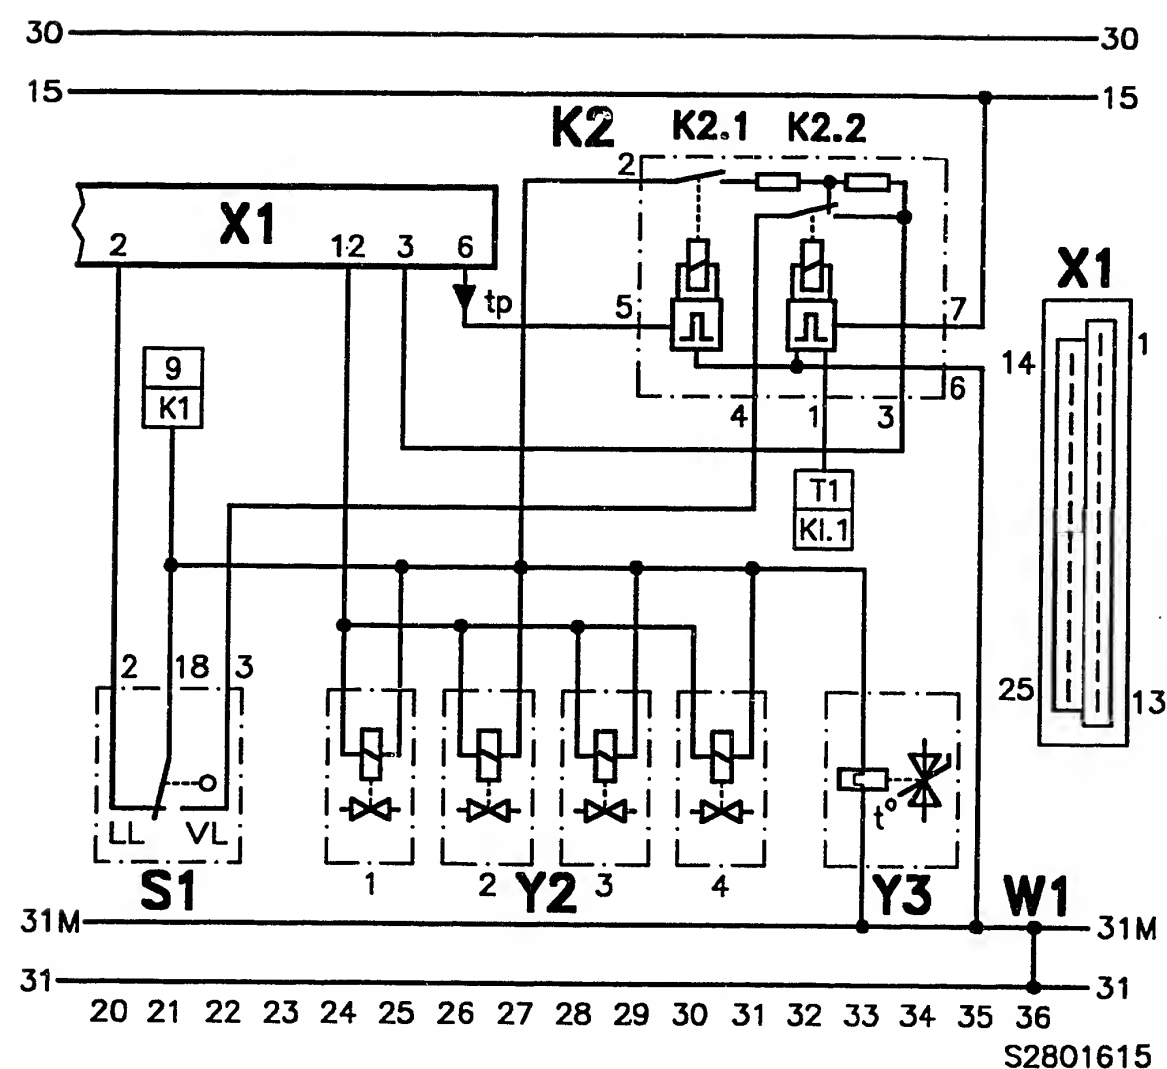 30 30
15 15
K2 K2.1 K2.2
2
X1
2 12 3 6
tp
5 7
X1
9
K1
14 1
6
4 1 3
T1
Kl.1
2 18 3
25 13
t°
LL VL
1 2 3 4
S1 Y2 Y3 W1
31M 31M
31 31
20 21 22 23 24 25 26 27 28 29 30 31 32 33 34 35 36
S2801615